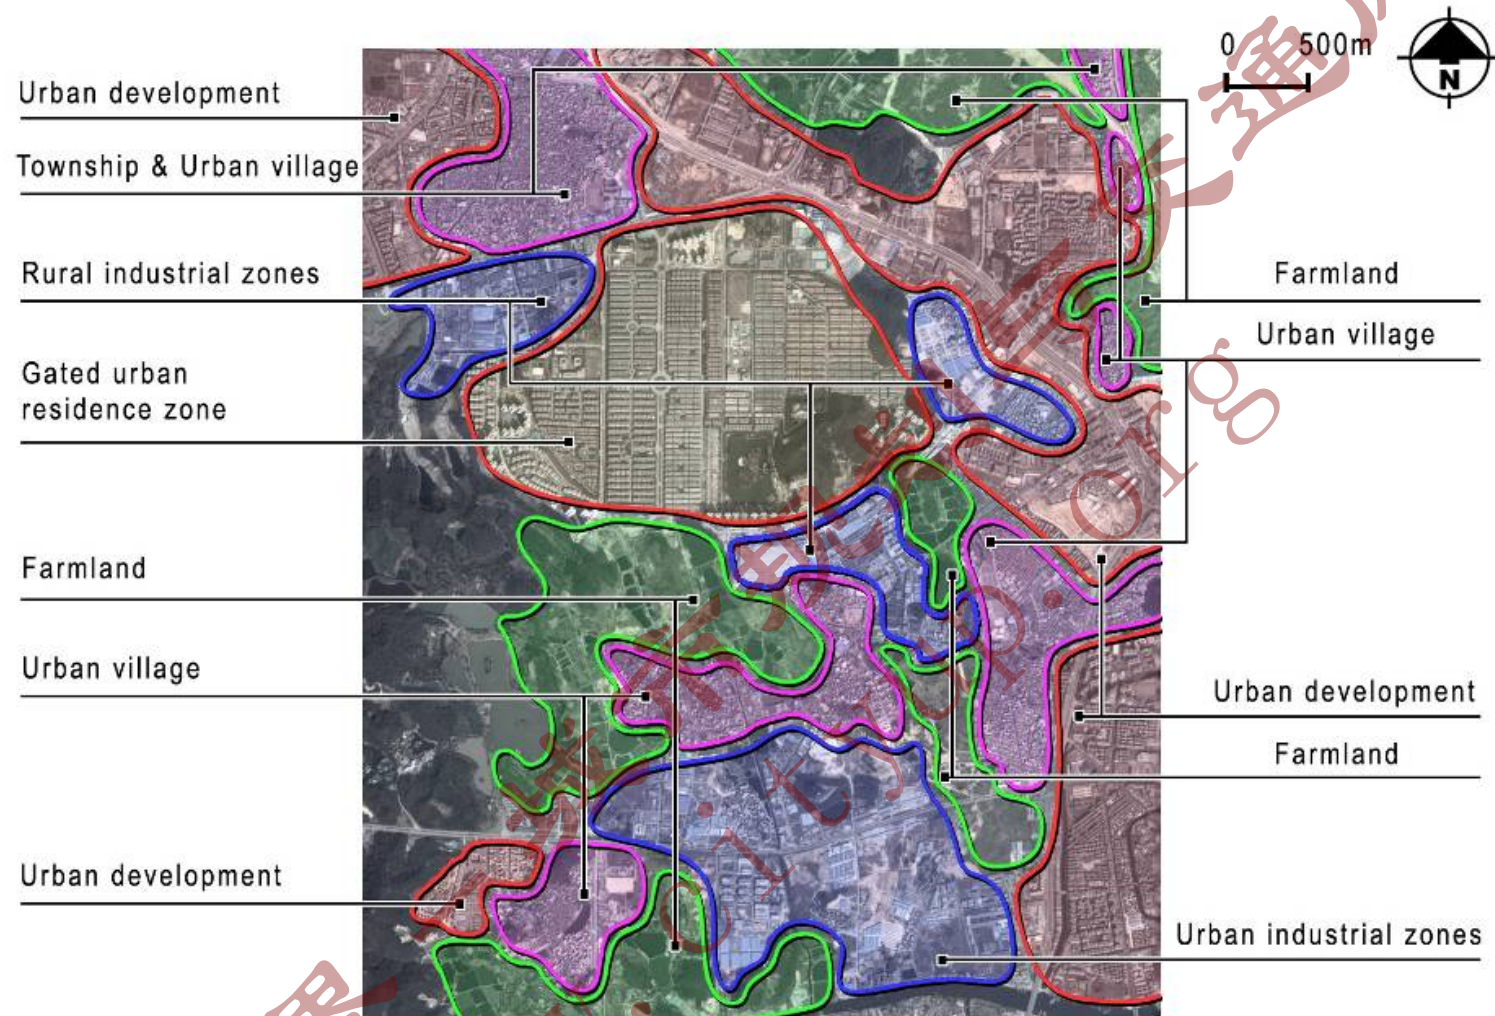 0 500m
N
Urban development
Township & Urban village
Rural industrial zones
Gated urban
residence zone
Farmland
Urban village
Urban development
Farmland
Urban village
Urban development
Farmland
Urban industrial zones